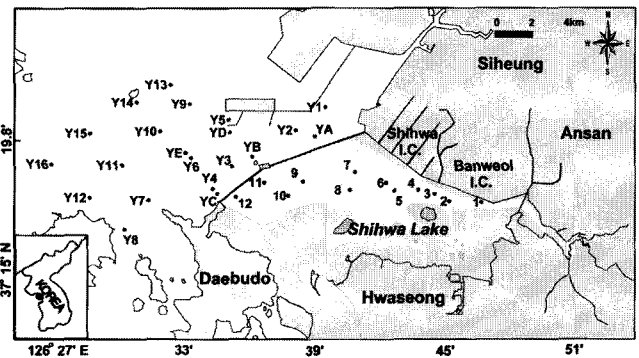 0 2 4km
N
W E
S
Siheung
Y13
Y14 Y9
Y5 Y1
YD Y2 YA
Y15 Y10
Shihwa
I.C.
Ansan
19.8'
YE YB
Y16 Y11 Y6 Y3
Banweol
I.C.
7
9 11
Y4 8 6 4
10 5 3
Y12 Y7 YC 12 2 1
Shihwa Lake
Y8
37° 15' N
KOREA
Daebudo
Hwaseong
126° 27' E 33' 39' 45' 51'